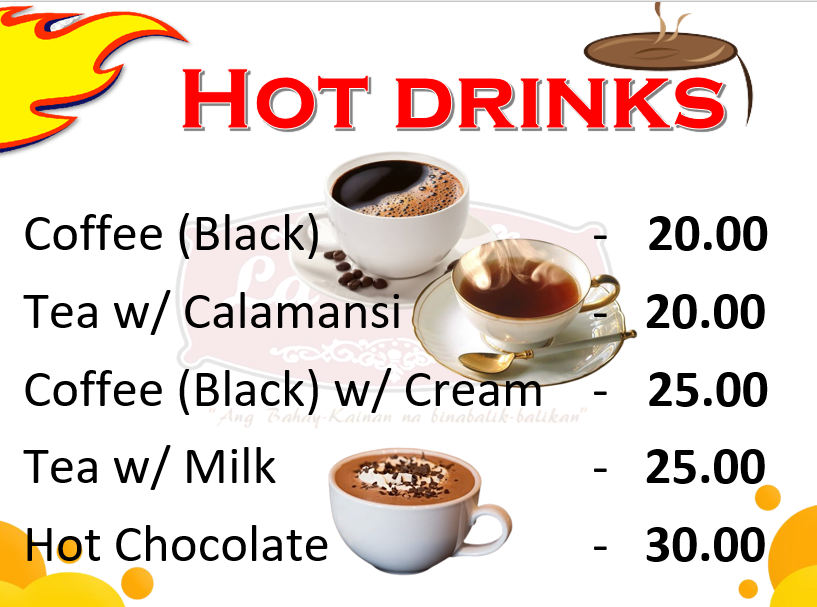 HOT DRINKS
Coffee (Black) - 20.00
Tea w/ Calamansi - 20.00
Coffee (Black) w/ Cream - 25.00
"Ang Bahay-Kainan na binabalik-balikan"
Tea w/ Milk - 25.00
Hot Chocolate - 30.00